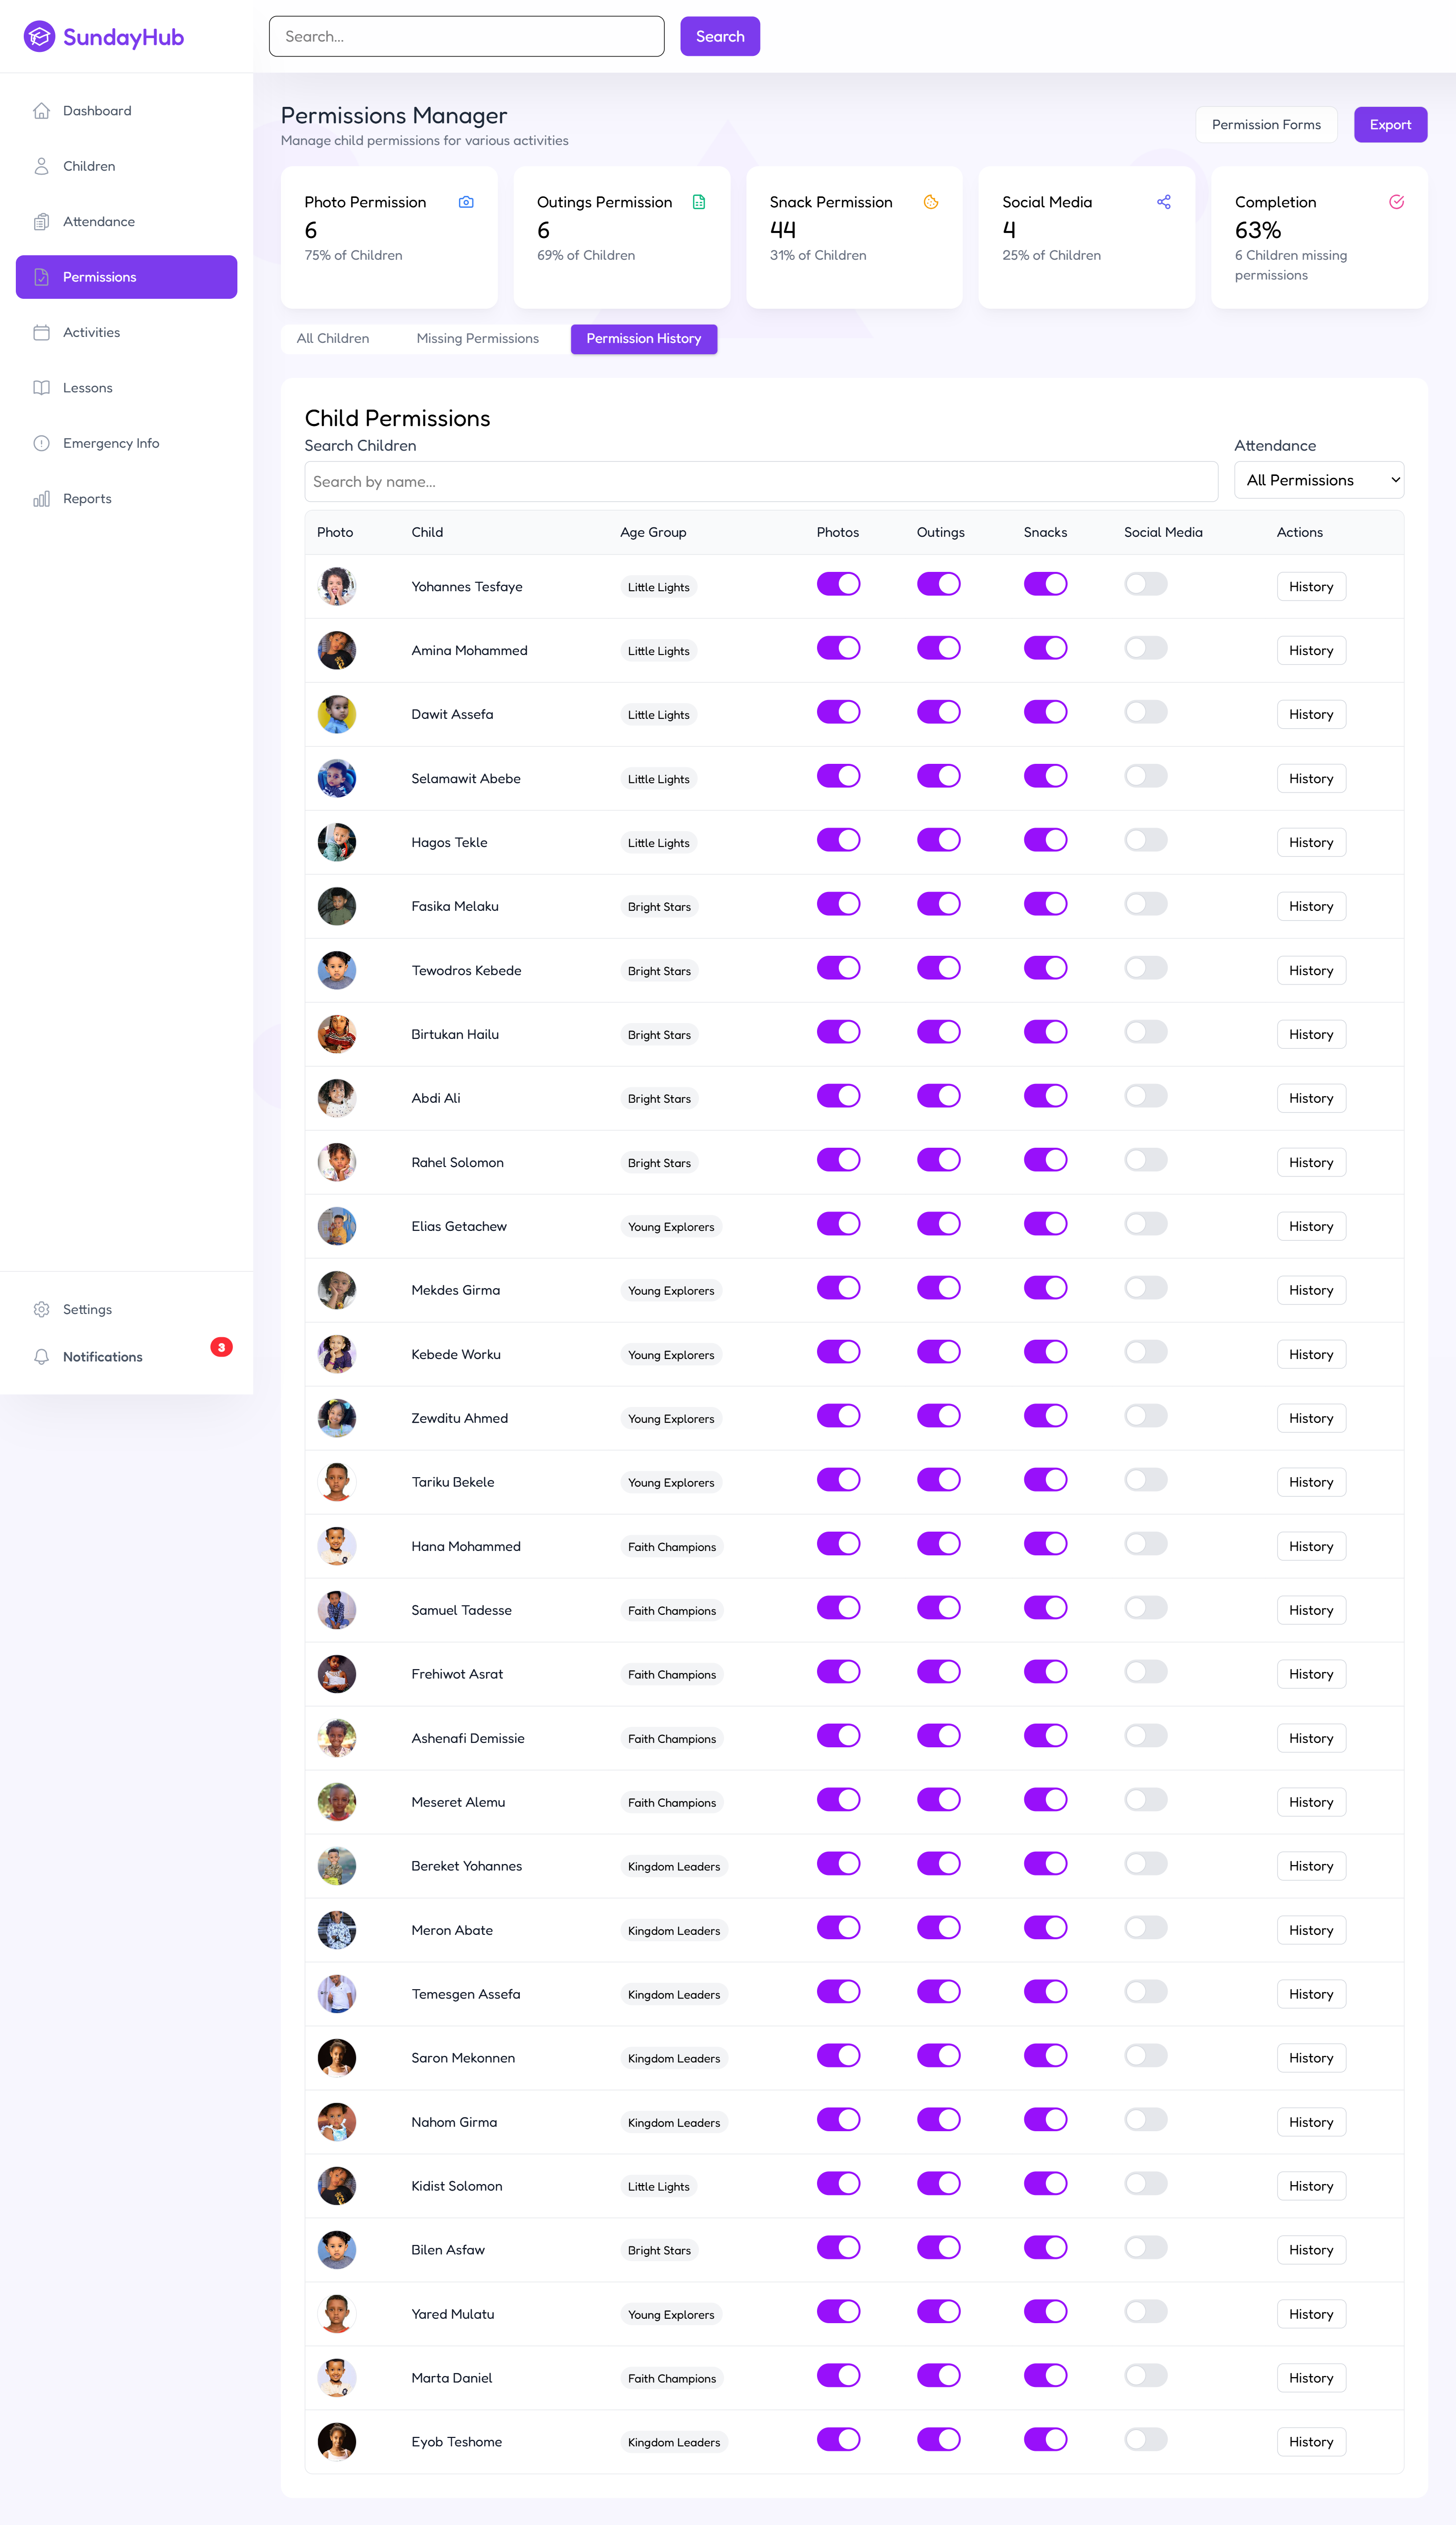 SundayHub
Search...
Search
Dashboard
Children
Attendance
Permissions
Activities
Lessons
Emergency Info
Reports
Settings
Notifications
3
Permissions Manager
Manage child permissions for various activities
Permission Forms
Export
Photo Permission
6
75% of Children
Outings Permission
6
69% of Children
Snack Permission
44
31% of Children
Social Media
4
25% of Children
Completion
63%
6 Children missing
permissions
All Children Missing Permissions Permission History
Child Permissions
Search Children
Search by name...
Attendance
All Permissions
Photo Child Age Group Photos Outings Snacks Social Media Actions
Yohannes Tesfaye Little Lights History
Amina Mohammed Little Lights History
Dawit Assefa Little Lights History
Selamawit Abebe Little Lights History
Hagos Tekle Little Lights History
Fasika Melaku Bright Stars History
Tewodros Kebede Bright Stars History
Birtukan Hailu Bright Stars History
Abdi Ali Bright Stars History
Rahel Solomon Bright Stars History
Elias Getachew Young Explorers History
Mekdes Girma Young Explorers History
Kebede Worku Young Explorers History
Zewditu Ahmed Young Explorers History
Tariku Bekele Young Explorers History
Hana Mohammed Faith Champions History
Samuel Tadesse Faith Champions History
Frehiwot Asrat Faith Champions History
Ashenafi Demissie Faith Champions History
Meseret Alemu Faith Champions History
Bereket Yohannes Kingdom Leaders History
Meron Abate Kingdom Leaders History
Temesgen Assefa Kingdom Leaders History
Saron Mekonnen Kingdom Leaders History
Nahom Girma Kingdom Leaders History
Kidist Solomon Little Lights History
Bilen Asfaw Bright Stars History
Yared Mulatu Young Explorers History
Marta Daniel Faith Champions History
Eyob Teshome Kingdom Leaders History